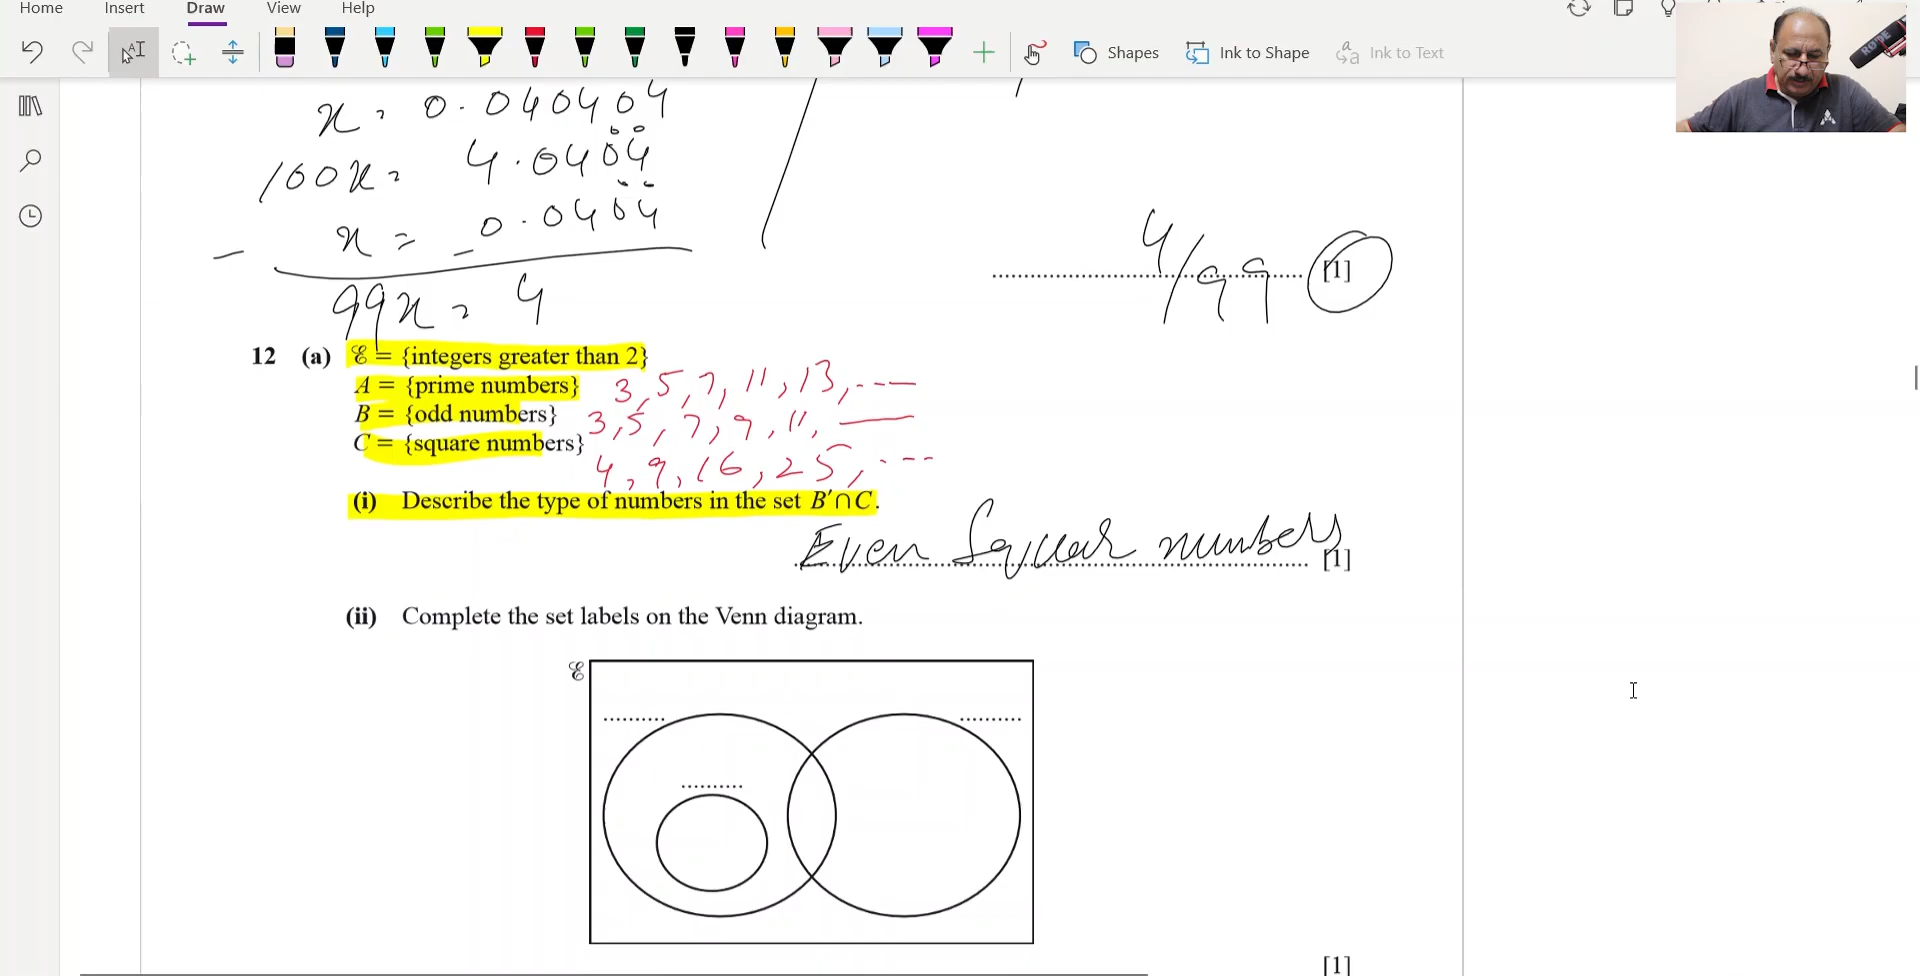 Home Insert Draw View Help
Shapes Ink to Shape Ink to Text
RØDE
x = 0.040404
100x = 4.0404
x = 0.0404
99x = 4
4/99 [1]
12 (a) ℰ = {integers greater than 2}
A = {prime numbers} 3, 5, 7, 11, 13, ----
B = {odd numbers} 3, 5, 7, 9, 11, ——
C = {square numbers}
4, 9, 16, 25, ----
(i) Describe the type of numbers in the set B′∩C.
Even Square numbers [1]
(ii) Complete the set labels on the Venn diagram.
ℰ
[1]